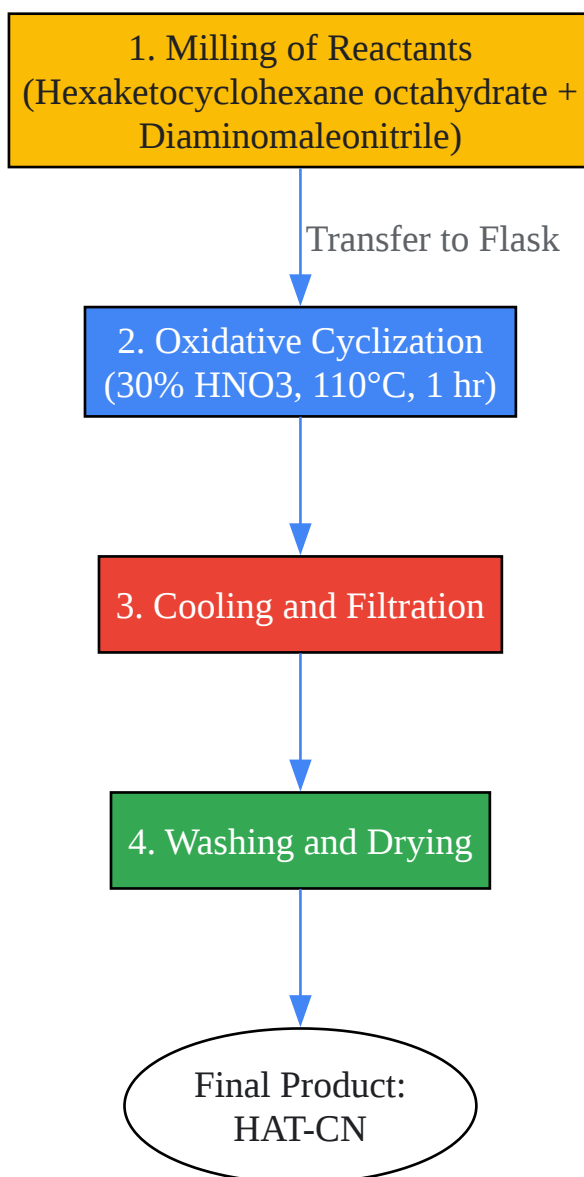 1. Milling of Reactants
(Hexaketocyclohexane octahydrate +
Diaminomaleonitrile)
Transfer to Flask
2. Oxidative Cyclization
(30% HNO3, 110°C, 1 hr)
3. Cooling and Filtration
4. Washing and Drying
Final Product:
HAT-CN